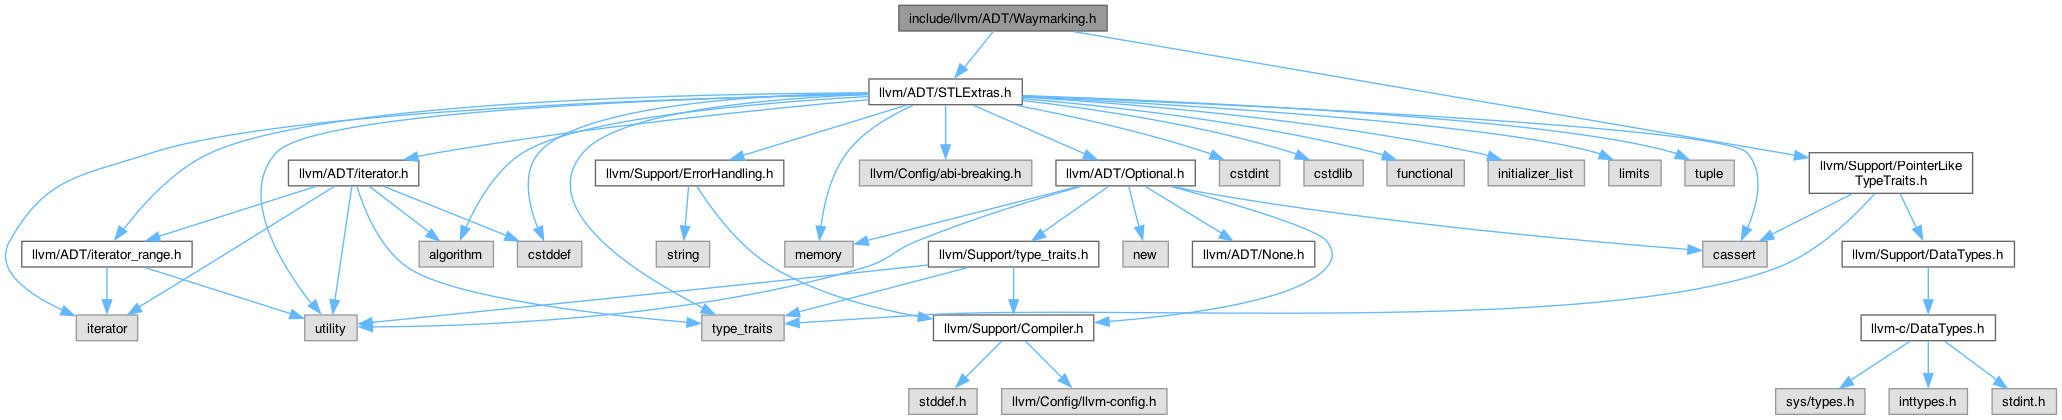 include/llvm/ADT/Waymarking.h
llvm/ADT/STLExtras.h
llvm/ADT/iterator.h
llvm/Support/ErrorHandling.h
llvm/Config/abi-breaking.h
llvm/ADT/Optional.h
cstdint
cstdlib
functional
initializer_list
limits
tuple
llvm/Support/PointerLike
TypeTraits.h
llvm/ADT/iterator_range.h
algorithm
cstddef
string
memory
llvm/Support/type_traits.h
new
llvm/ADT/None.h
cassert
llvm/Support/DataTypes.h
iterator
utility
type_traits
llvm/Support/Compiler.h
llvm-c/DataTypes.h
stddef.h
llvm/Config/llvm-config.h
sys/types.h
inttypes.h
stdint.h